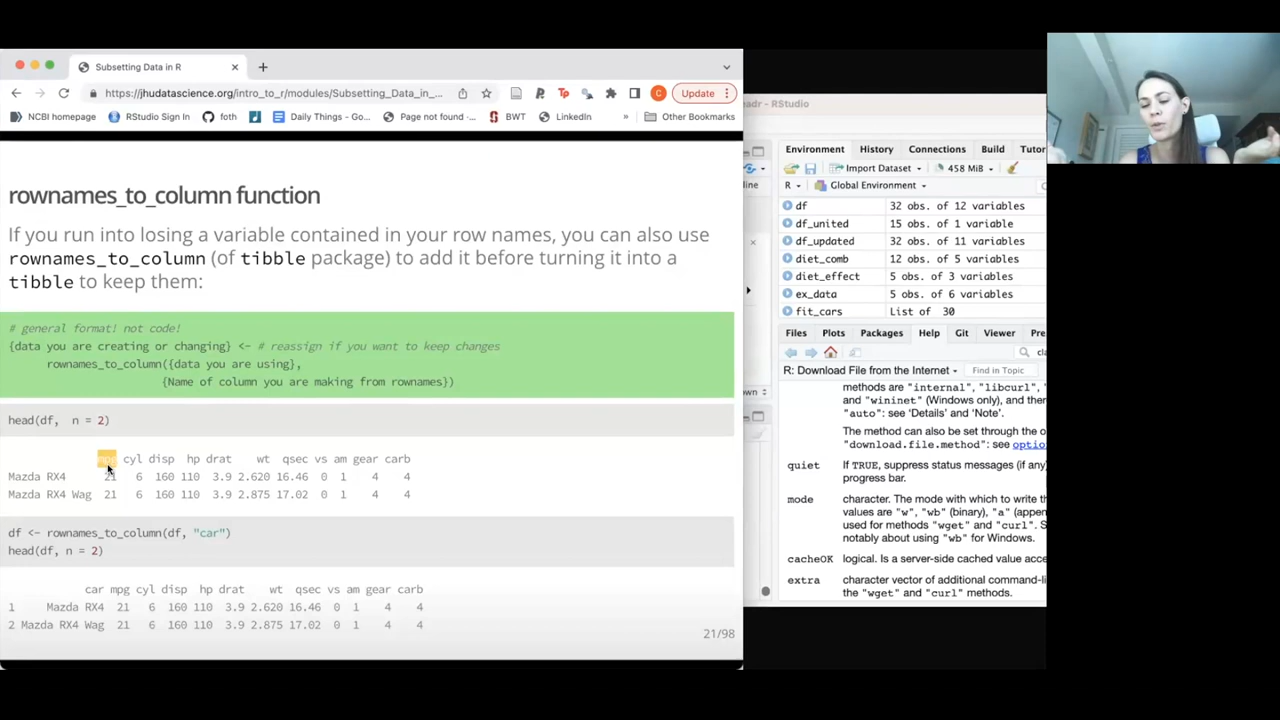 Subsetting Data in R
https://jhudatascience.org/intro_to_r/modules/Subsetting_Data_in_...
Update
NCBI homepage
RStudio Sign In
foth
Daily Things - Go...
Page not found -...
BWT
LinkedIn
»
Other Bookmarks
rownames_to_column function
If you run into losing a variable contained in your row names, you can also use
rownames_to_column (of tibble package) to add it before turning it into a
tibble to keep them:
# general format! not code!
{data you are creating or changing} <- # reassign if you want to keep changes
rownames_to_column({data you are using},
{Name of column you are making from rownames})
head(df, n = 2)
mpg cyl disp hp drat wt qsec vs am gear carb
Mazda RX4 21 6 160 110 3.9 2.620 16.46 0 1 4 4
Mazda RX4 Wag 21 6 160 110 3.9 2.875 17.02 0 1 4 4
df <- rownames_to_column(df, "car")
head(df, n = 2)
car mpg cyl disp hp drat wt qsec vs am gear carb
1 Mazda RX4 21 6 160 110 3.9 2.620 16.46 0 1 4 4
2 Mazda RX4 Wag 21 6 160 110 3.9 2.875 17.02 0 1 4 4
21/98
eadr - RStudio
Environment History Connections Build Tutor
Import Dataset 458 MiB
R Global Environment
df 32 obs. of 12 variables
df_united 15 obs. of 1 variable
df_updated 32 obs. of 11 variables
diet_comb 12 obs. of 5 variables
diet_effect 5 obs. of 3 variables
ex_data 5 obs. of 6 variables
fit_cars List of 30
Files Plots Packages Help Git Viewer Pre
R: Download File from the Internet Find in Topic
methods are "internal", "libcurl",
and "wininet" (Windows only), and
"auto": see ‘Details’ and ‘Note’.
The method can also be set through the
"download.file.method": see optio
quiet If TRUE, suppress status messages (if any)
progress bar.
mode character. The mode with which to write
values are "w", "wb" (binary), "a" (appen
used for methods "wget" and "curl".
notably about using "wb" for Windows.
cacheOK logical. Is a server-side cached value acce
extra character vector of additional command-li
the "wget" and "curl" methods.